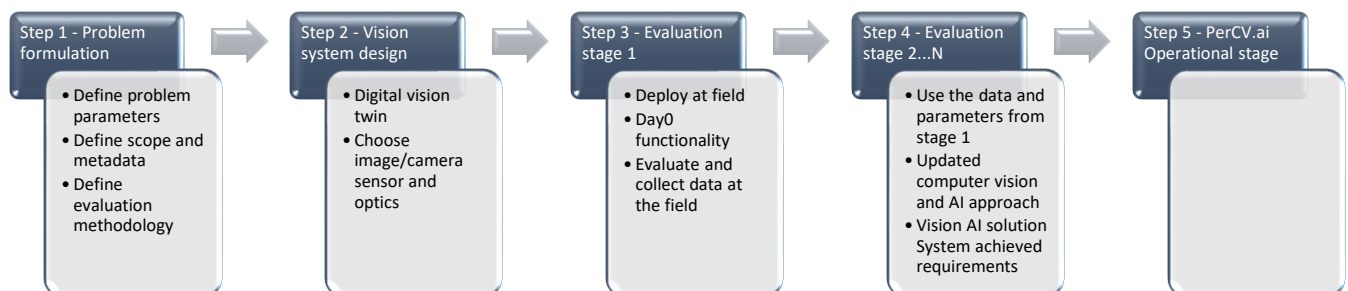 Step 1 - Problem
formulation
• Define problem
parameters
• Define scope and
metadata
• Define
evaluation
methodology
Step 2 - Vision
system design
• Digital vision
twin
• Choose
image/camera
sensor and
optics
Step 3 - Evaluation
stage 1
• Deploy at field
• Day0
functionality
• Evaluate and
collect data at
the field
Step 4 - Evaluation
stage 2...N
• Use the data and
parameters from
stage 1
• Updated
computer vision
and AI approach
• Vision AI solution
System achieved
requirements
Step 5 - PerCV.ai
Operational stage